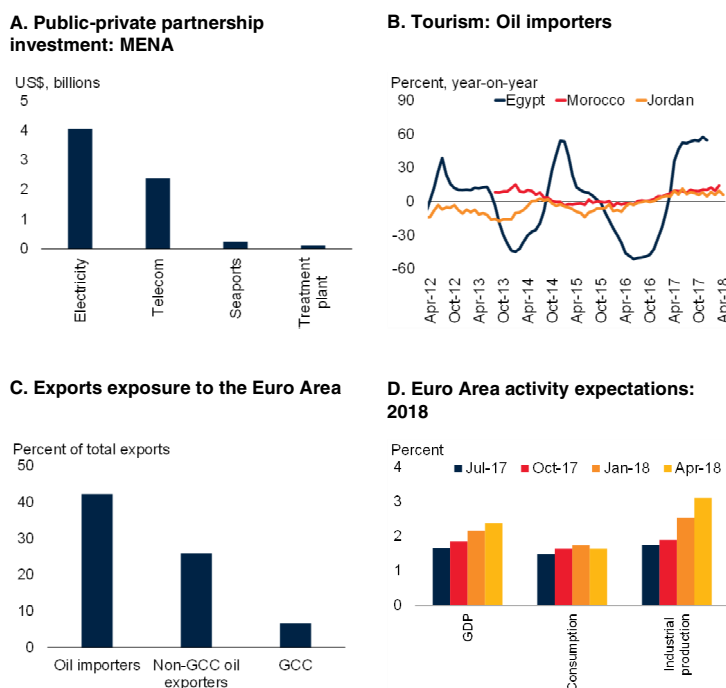 A. Public-private partnership
investment: MENA
US$, billions
5
4
3
2
1
0
Electricity
Telecom
Seaports
Treatment
plant
B. Tourism: Oil importers
Percent, year-on-year
Egypt Morocco Jordan
90
60
30
0
-30
-60
Apr-12
Oct-12
Apr-13
Oct-13
Apr-14
Oct-14
Apr-15
Oct-15
Apr-16
Oct-16
Apr-17
Oct-17
Apr-18
C. Exports exposure to the Euro Area
Percent of total exports
50
40
30
20
10
0
Oil importers
Non-GCC oil
exporters
GCC
D. Euro Area activity expectations:
2018
Percent
Jul-17 Oct-17 Jan-18 Apr-18
4
3
2
1
0
GDP
Consumption
Industrial
production